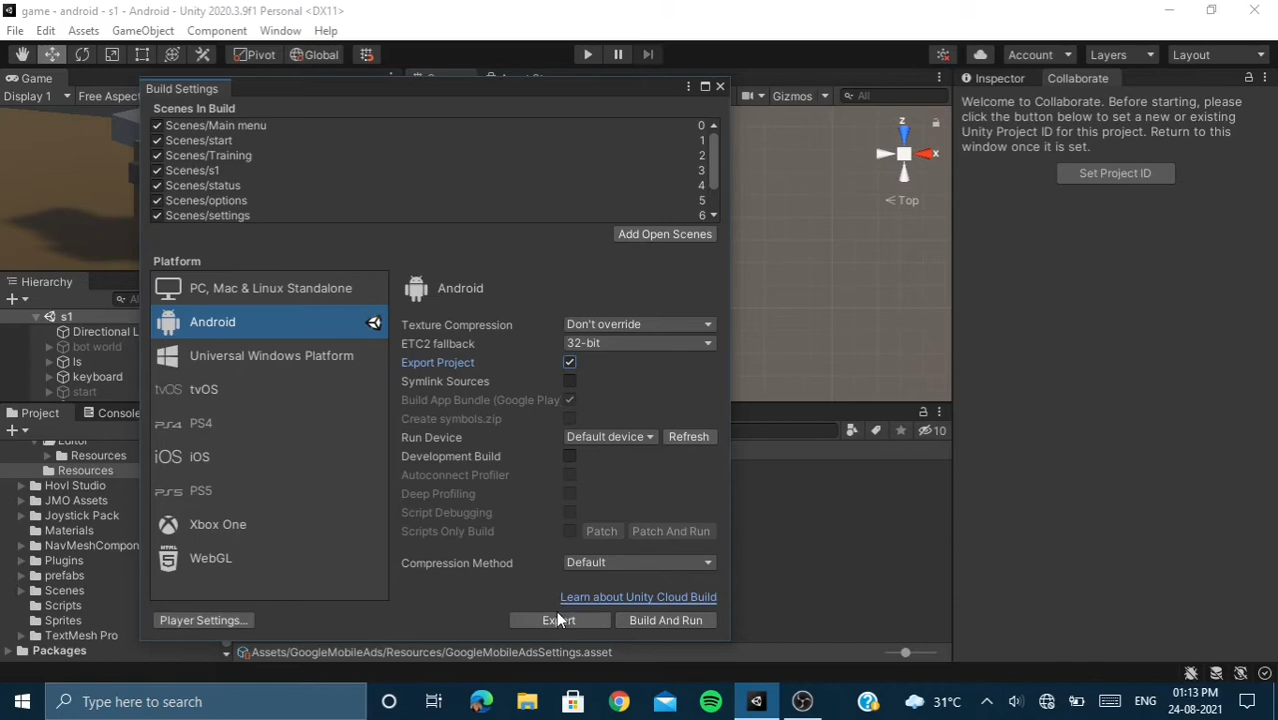 game - android - s1 - Android - Unity 2020.3.9f1 Personal <DX11>
File Edit Assets GameObject Component Window Help
Pivot Global Account Layers Layout
Game
Display 1 Free Aspec
Build Settings
Scenes In Build
Scenes/Main menu 0
Scenes/start 1
Scenes/Training 2
Scenes/s1 3
Scenes/status 4
Scenes/options 5
Scenes/settings 6
Add Open Scenes
Platform
PC, Mac & Linux Standalone
Android
Universal Windows Platform
tvOS tvOS
PS4 PS4
iOS iOS
PS5 PS5
Xbox One
HTML WebGL
Android
Texture Compression Don't override
ETC2 fallback 32-bit
Export Project
Symlink Sources
Build App Bundle (Google Play
Create symbols.zip
Run Device Default device Refresh
Development Build
Autoconnect Profiler
Deep Profiling
Script Debugging
Scripts Only Build Patch Patch And Run
Compression Method Default
Learn about Unity Cloud Build
Player Settings... Export Build And Run
Gizmos All
z
x
Top
Inspector Collaborate
Welcome to Collaborate. Before starting, please
click the button below to set a new or existing
Unity Project ID for this project. Return to this
window once it is set.
Set Project ID
Hierarchy
s1
Directional L
bot world
ls
keyboard
start
Project Console
Resources
Resources
Hovl Studio
JMO Assets
Joystick Pack
Materials
NavMeshCompon
Plugins
prefabs
Scenes
Scripts
Sprites
TextMesh Pro
Packages
10
Assets/GoogleMobileAds/Resources/GoogleMobileAdsSettings.asset
Type here to search
31°C
ENG
01:13 PM
24-08-2021